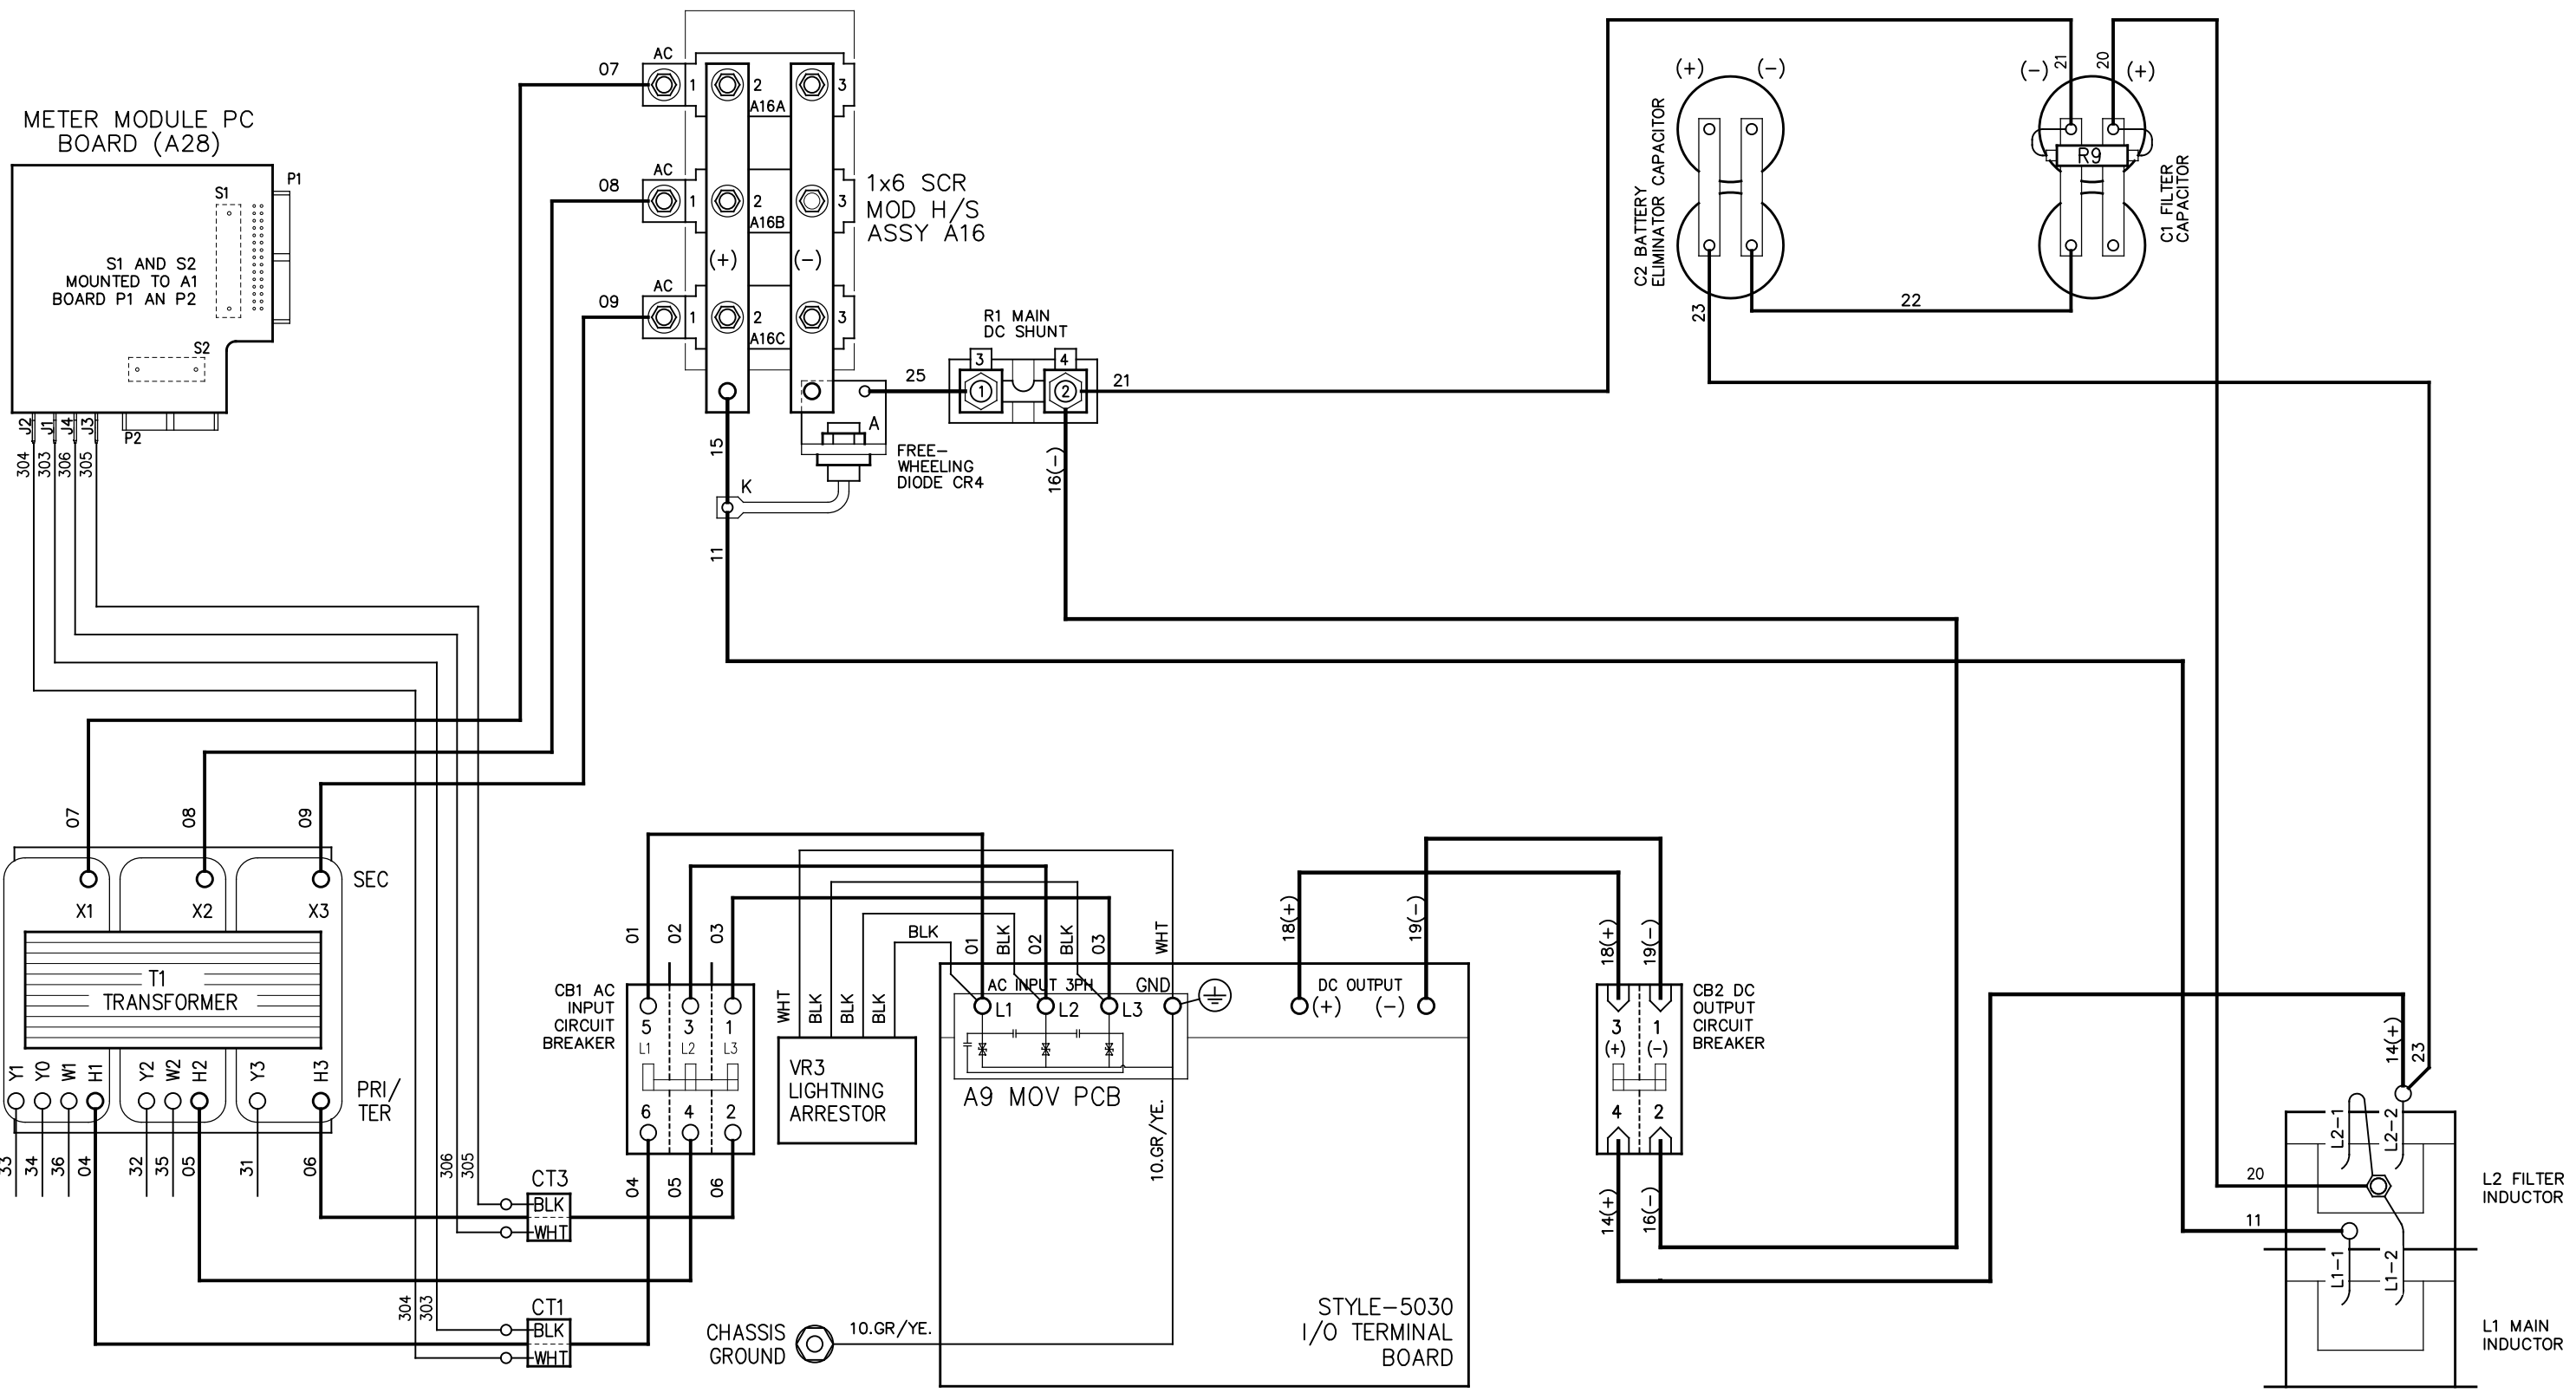 METER MODULE PC
BOARD (A28)
S1
P1
S1 AND S2
MOUNTED TO A1
BOARD P1 AN P2
S2
P2
J2
J1
J4
J3
304
303
306
305
07
08
09
AC
1
2
3
A16A
AC
1
2
3
A16B
(+)
(-)
AC
1
2
3
A16C
1x6 SCR
MOD H/S
ASSY A16
15
K
11
A
FREE-
WHEELING
DIODE CR4
25
R1 MAIN
DC SHUNT
3
4
1
2
21
16(-)
(+)
(-)
C2 BATTERY
ELIMINATOR CAPACITOR
23
22
(-)
21
20
(+)
R9
C1 FILTER
CAPACITOR
07
08
09
SEC
X1
X2
X3
T1
TRANSFORMER
Y1
Y0
W1
H1
Y2
W2
H2
Y3
H3
PRI/
TER
33
34
36
04
32
35
05
31
06
306
305
304
303
CT3
BLK
WHT
CT1
BLK
WHT
01
02
03
CB1 AC
INPUT
CIRCUIT
BREAKER
5
3
1
L1
L2
L3
6
4
2
04
05
06
WHT
BLK
BLK
BLK
VR3
LIGHTNING
ARRESTOR
BLK
01
BLK
02
BLK
03
WHT
AC INPUT 3PH
GND
L1
L2
L3
A9 MOV PCB
10.GR/YE.
CHASSIS
GROUND
10.GR/YE.
18(+)
19(-)
DC OUTPUT
(+)
(-)
STYLE-5030
I/O TERMINAL
BOARD
18(+)
19(-)
CB2 DC
OUTPUT
CIRCUIT
BREAKER
3
1
(+)
(-)
4
2
14(+)
16(-)
14(+)
23
L2-1
L2-2
20
11
L1-1
L1-2
L2 FILTER
INDUCTOR
L1 MAIN
INDUCTOR